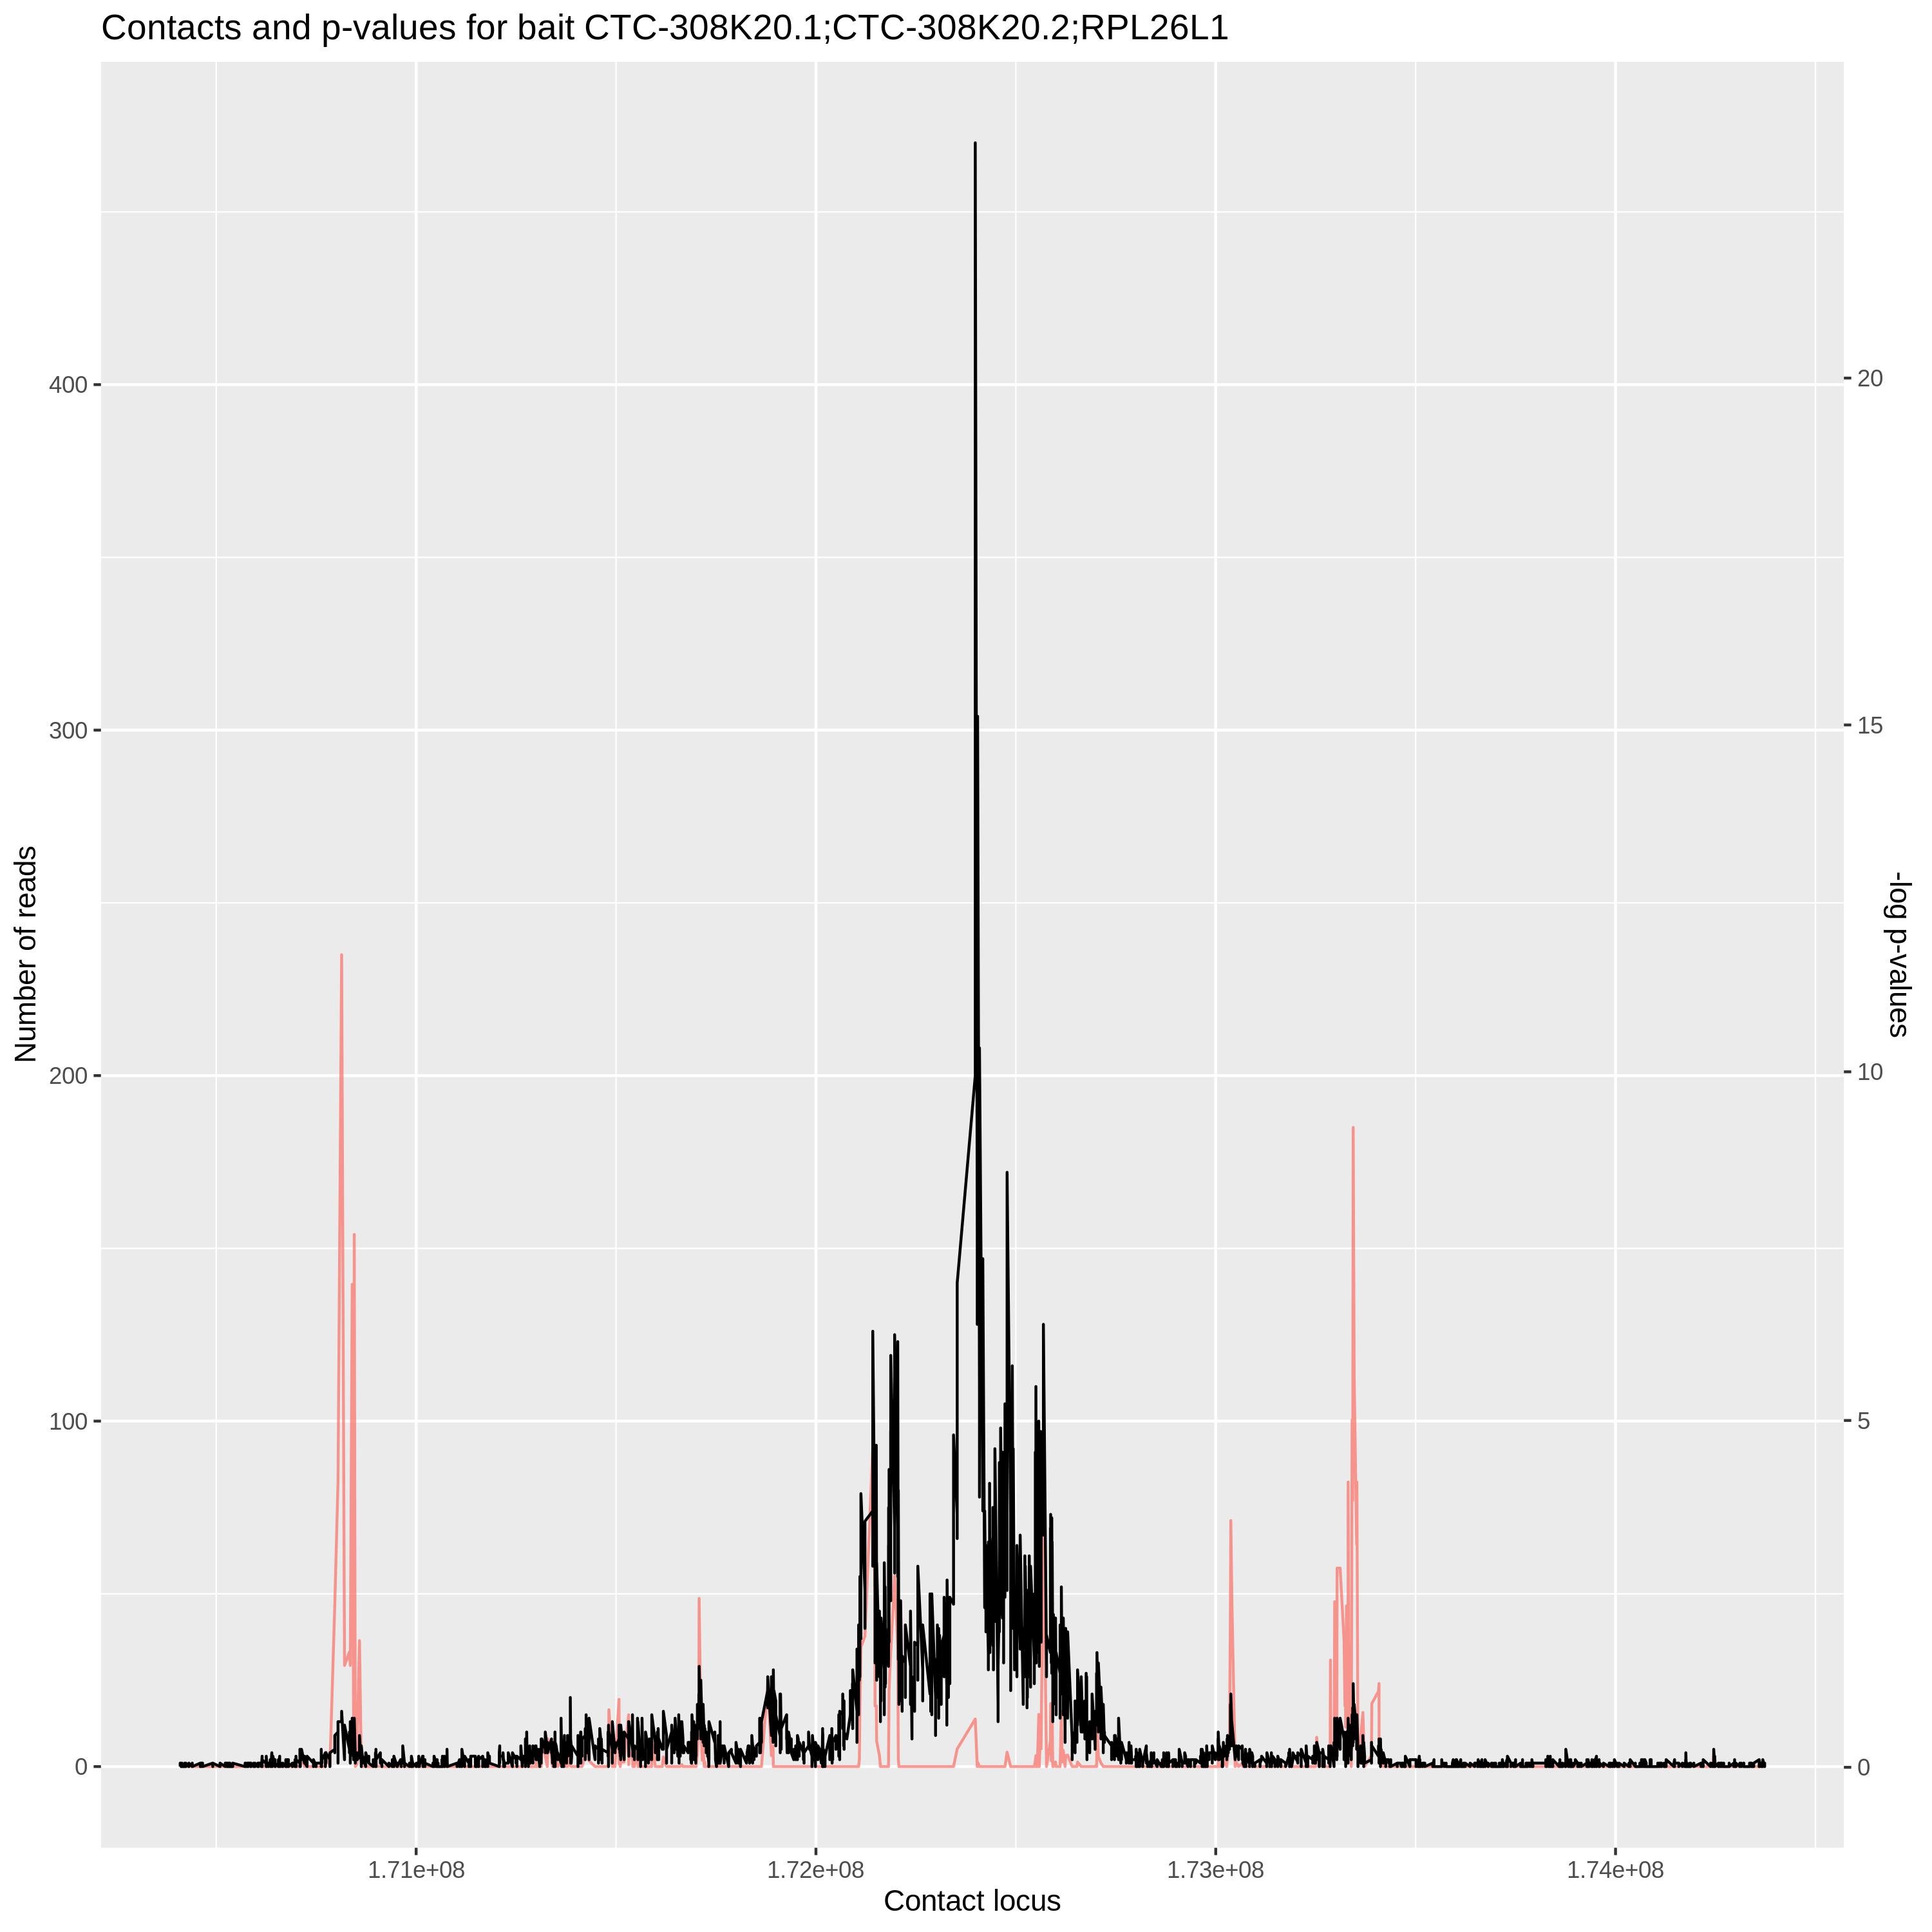 Contacts and p-values for bait CTC-308K20.1;CTC-308K20.2;RPL26L1
Number of reads
400
300
200
100
0
20
15
10
5
0
-log p-values
1.71e+08
1.72e+08
1.73e+08
1.74e+08
Contact locus